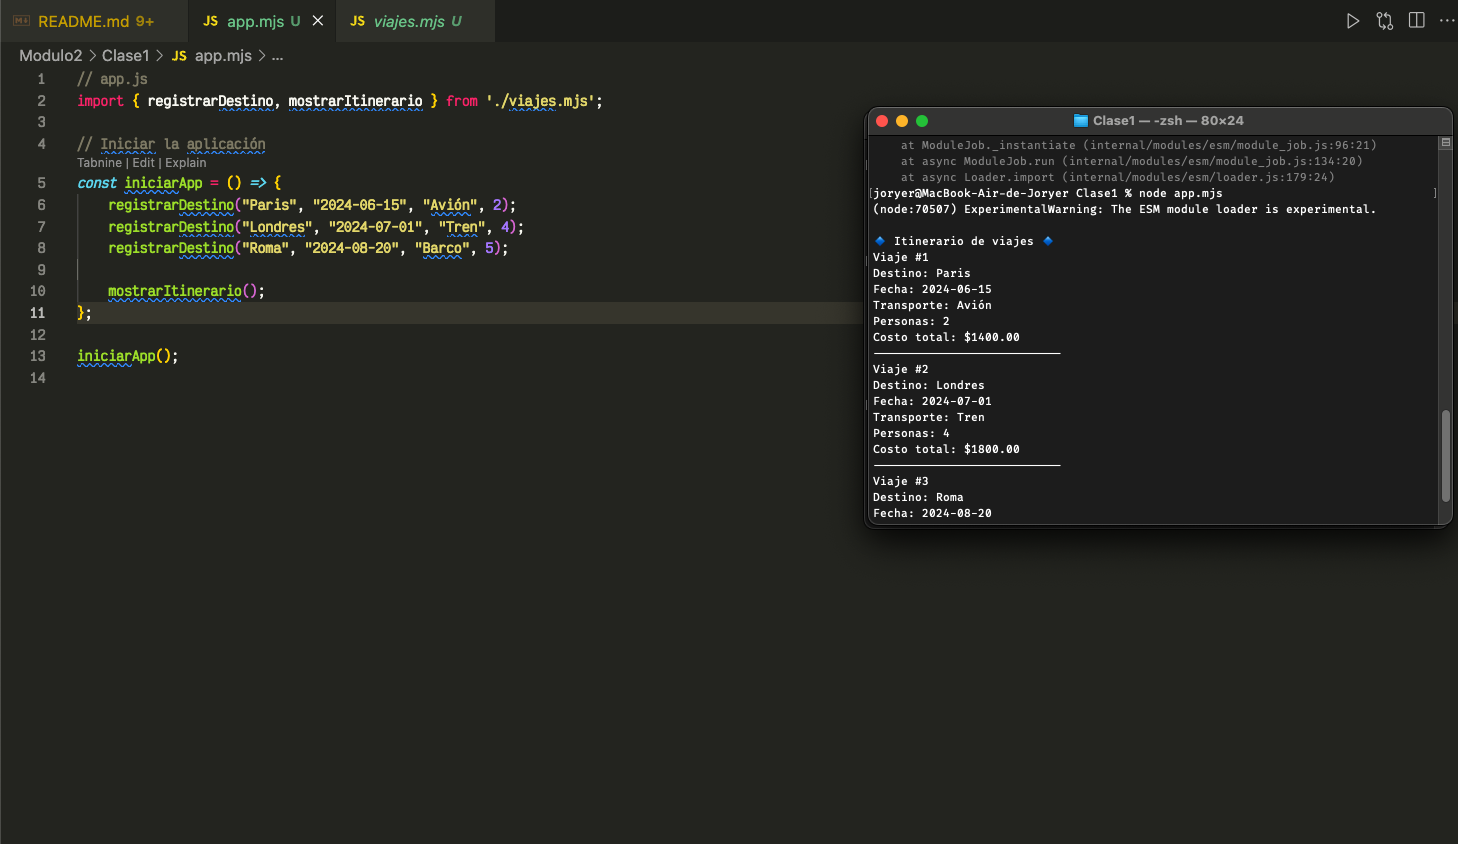 README.md 9+
JS app.mjs U
JS viajes.mjs U
Modulo2 > Clase1 > JS app.mjs > ...
1 // app.js
2 import { registrarDestino, mostrarItinerario } from './viajes.mjs';
3
4 // Iniciar la aplicación
Tabnine | Edit | Explain
5 const iniciarApp = () => {
6 registrarDestino("Paris", "2024-06-15", "Avión", 2);
7 registrarDestino("Londres", "2024-07-01", "Tren", 4);
8 registrarDestino("Roma", "2024-08-20", "Barco", 5);
9
10 mostrarItinerario();
11 };
12
13 iniciarApp();
14
Clase1 — -zsh — 80×24
at ModuleJob._instantiate (internal/modules/esm/module_job.js:96:21)
at async ModuleJob.run (internal/modules/esm/module_job.js:134:20)
at async Loader.import (internal/modules/esm/loader.js:179:24)
[joryer@MacBook-Air-de-Joryer Clase1 % node app.mjs ]
(node:70507) ExperimentalWarning: The ESM module loader is experimental.
🔹 Itinerario de viajes 🔹
Viaje #1
Destino: Paris
Fecha: 2024-06-15
Transporte: Avión
Personas: 2
Costo total: $1400.00
Viaje #2
Destino: Londres
Fecha: 2024-07-01
Transporte: Tren
Personas: 4
Costo total: $1800.00
Viaje #3
Destino: Roma
Fecha: 2024-08-20